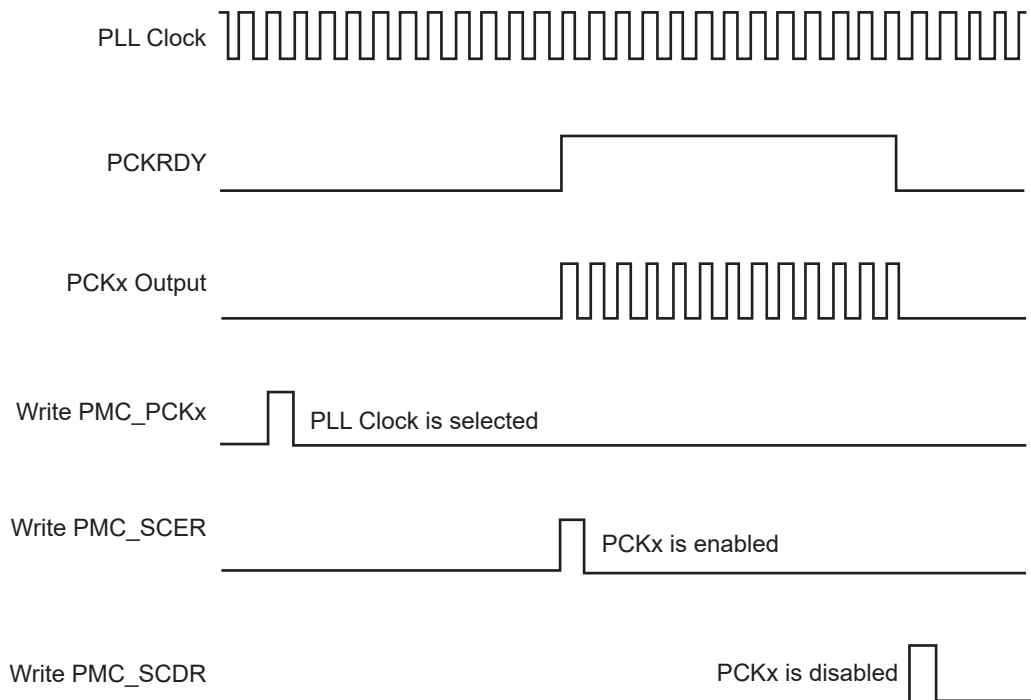 PLL Clock
PCKRDY
PCKx Output
Write PMC_PCKx
PLL Clock is selected
Write PMC_SCER
PCKx is enabled
Write PMC_SCDR
PCKx is disabled